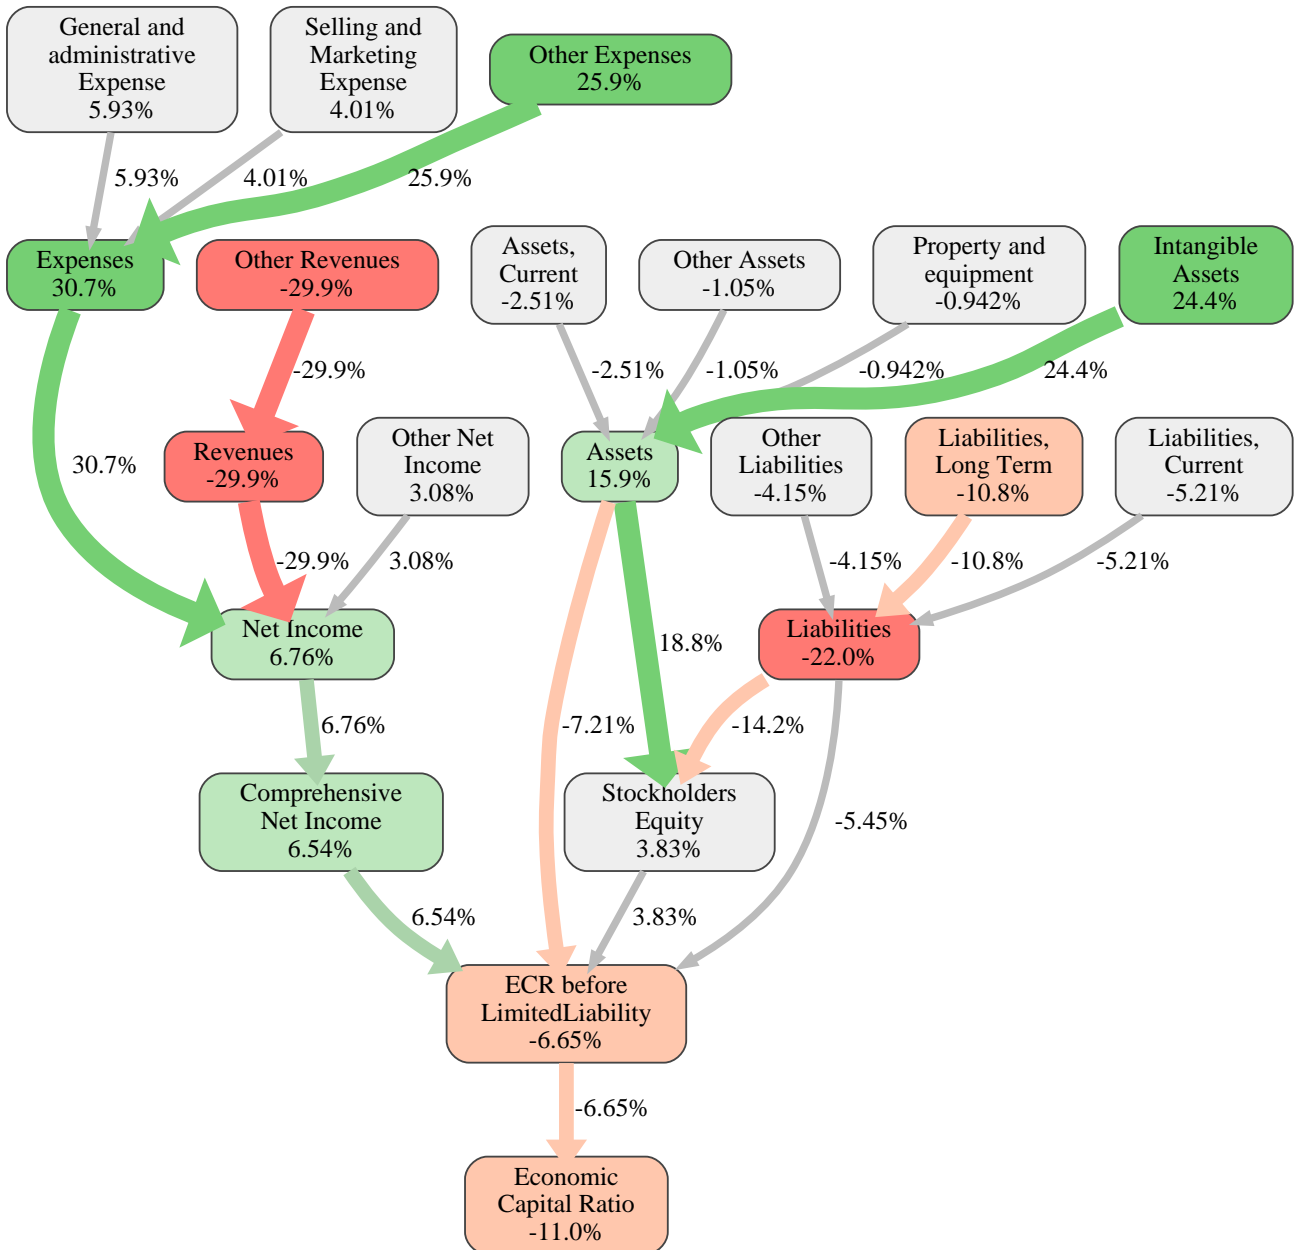 General and
administrative
Expense
5.93%
Selling and
Marketing
Expense
4.01%
Other Expenses
25.9%
5.93%
4.01%
25.9%
Expenses
30.7%
Other Revenues
-29.9%
Assets,
Current
-2.51%
Other Assets
-1.05%
Property and
equipment
-0.942%
Intangible
Assets
24.4%
-29.9%
-2.51%
-1.05%
-0.942%
24.4%
30.7%
Revenues
-29.9%
Other Net
Income
3.08%
Assets
15.9%
Other
Liabilities
-4.15%
Liabilities,
Long Term
-10.8%
Liabilities,
Current
-5.21%
-29.9%
3.08%
-4.15%
-10.8%
-5.21%
Net Income
6.76%
18.8%
Liabilities
-22.0%
6.76%
-7.21%
-14.2%
Comprehensive
Net Income
6.54%
Stockholders
Equity
3.83%
-5.45%
6.54%
3.83%
ECR before
LimitedLiability
-6.65%
-6.65%
Economic
Capital Ratio
-11.0%